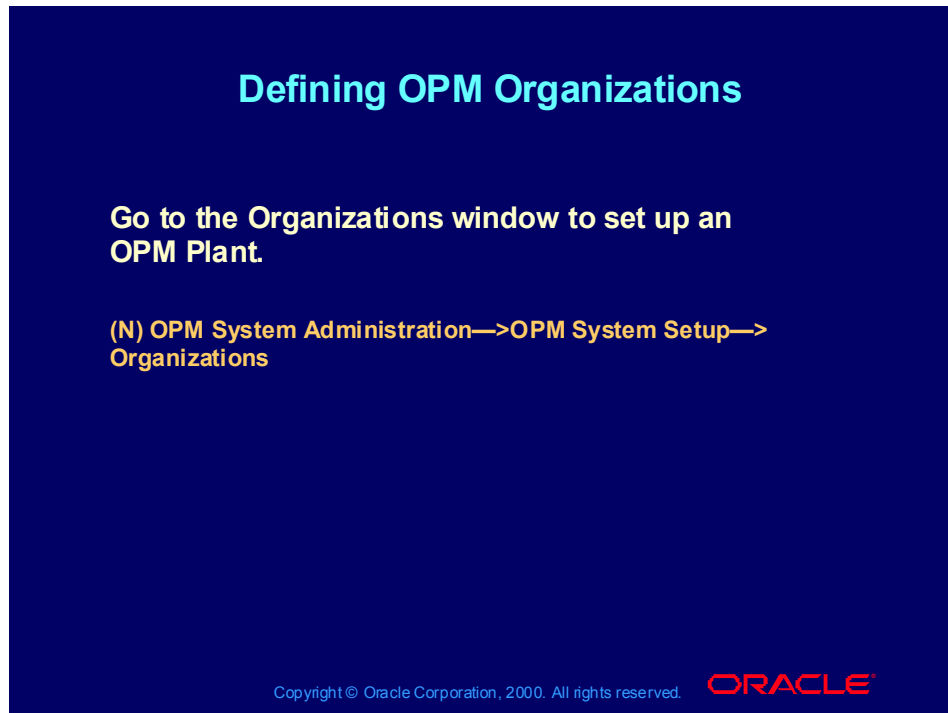 Defining OPM Organizations
Go to the Organizations window to set up an
OPM Plant.
(N) OPM System Administration—>OPM System Setup—>
Organizations
Copyright © Oracle Corporation, 2000. All rights reserved.
ORACLE®